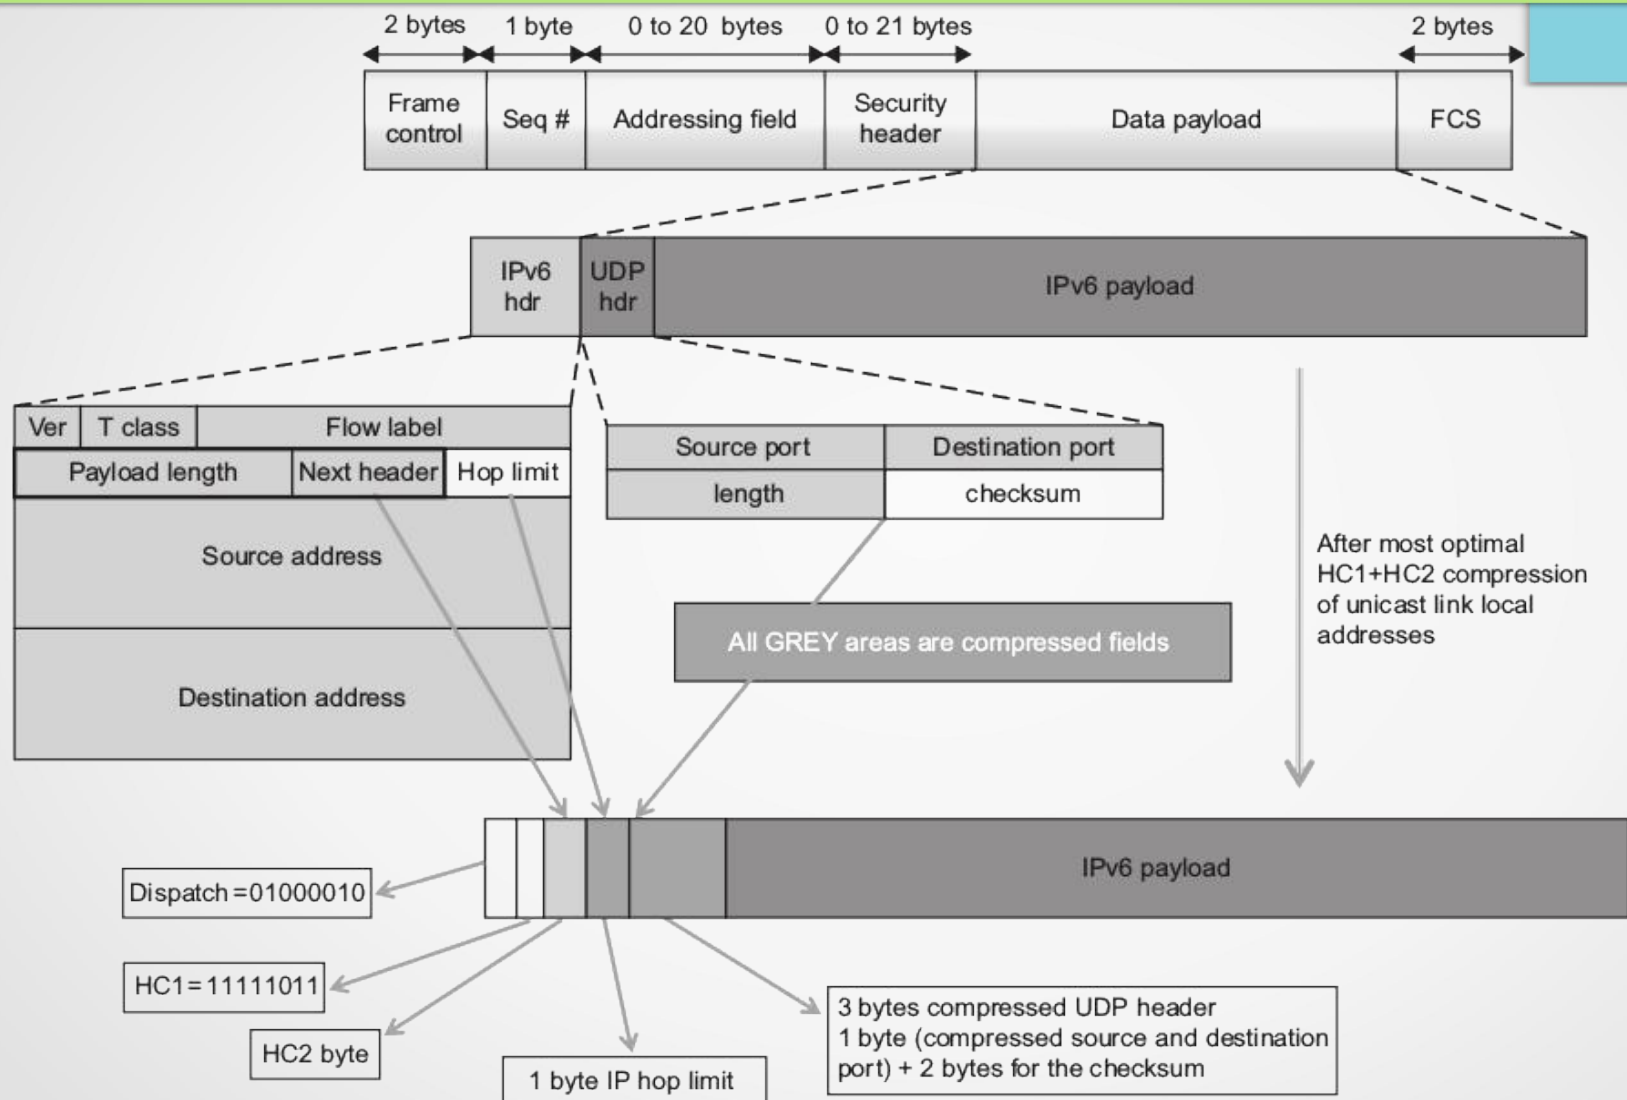 2 bytes
1 byte
0 to 20 bytes
0 to 21 bytes
2 bytes
Frame
control
Seq #
Addressing field
Security
header
Data payload
FCS
IPv6
hdr
UDP
hdr
IPv6 payload
Ver
T class
Flow label
Payload length
Next header
Hop limit
Source address
Destination address
Source port
Destination port
length
checksum
All GREY areas are compressed fields
After most optimal
HC1+HC2 compression
of unicast link local
addresses
IPv6 payload
Dispatch=01000010
HC1=11111011
HC2 byte
1 byte IP hop limit
3 bytes compressed UDP header
1 byte (compressed source and destination
port) + 2 bytes for the checksum